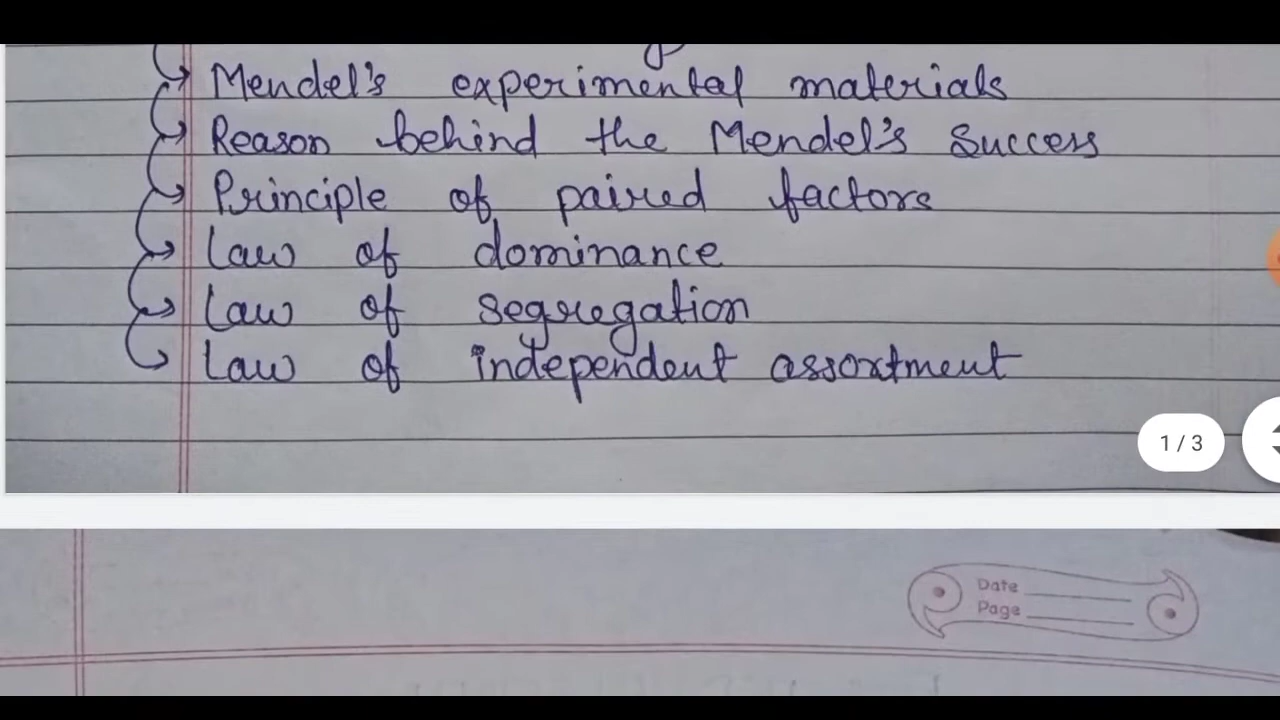 Mendel's experimental materials
Reason behind the Mendel's Success
Principle of paired factors
Law of dominance
Law of segregation
Law of independent assortment
1 / 3
Date
Page